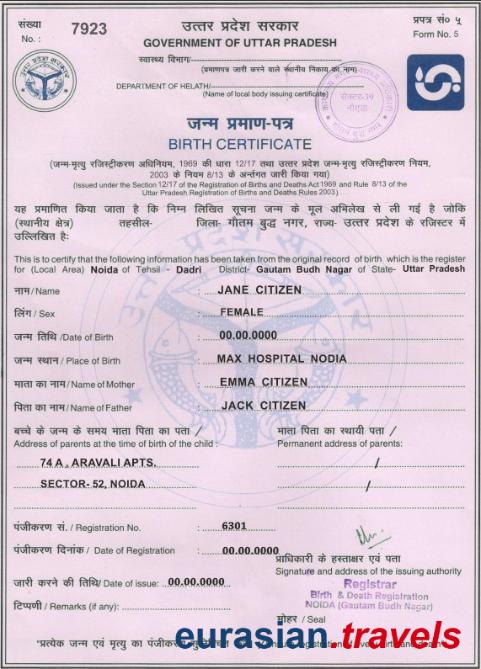 संख्या
No. : 7923
उत्तर प्रदेश सरकार
प्रपत्र सं० ५
GOVERNMENT OF UTTAR PRADESH
Form No. 5
स्वास्थ्य विभाग/
(प्रमाणपत्र जारी करने वाले स्थानीय निकाय का नाम)
DEPARTMENT OF HELATH/
(Name of local body issuing certificate)
सेक्टर-39
नोएडा
जन्म प्रमाण-पत्र
BIRTH CERTIFICATE
(जन्म-मृत्यु रजिस्ट्रीकरण अधिनियम, 1969 की धारा 12/17 तथा उत्तर प्रदेश जन्म-मृत्यु रजिस्ट्रीकरण नियम,
2003 के नियम 8/13 के अर्न्तगत जारी किया गया)
(Issued under the Section 12/17 of the Registration of Births and Deaths Act 1969 and Rule 8/13 of the
Uttar Pradesh Registration of Births and Deaths Rules 2003)
यह प्रमाणित किया जाता है कि निम्न लिखित सूचना जन्म के मूल अभिलेख से ली गई है जोकि
(स्थानीय क्षेत्र) तहसील- जिला- गौतम बुद्ध नगर, राज्य- उत्तर प्रदेश के रजिस्टर में
उल्लिखित है:
This is to certify that the following information has been taken from the original record of birth which is the register
for (Local Area) Noida of Tehsil - Dadri District- Gautam Budh Nagar of State- Uttar Pradesh
नाम/Name : JANE CITIZEN
लिंग/ Sex : FEMALE
जन्म तिथी/Date of Birth : 00.00.0000
जन्म स्थान/ Place of Birth : MAX HOSPITAL NODIA
माता का नाम/Name of Mother : EMMA CITIZEN
पिता का नाम/Name of Father : JACK CITIZEN
बच्चे के जन्म के समय माता पिता का पता/
माता पिता का स्थायी पता/
Address of parents at the time of birth of the child :
Permanent address of parents:
74 A , ARAVALI APTS. /
SECTOR- 52, NOIDA /
पंजीकरण सं. / Registration No. : 6301
पंजीकरण दिनांक/ Date of Registration : 00.00.0000
प्राधिकारी के हस्ताक्षर एवं पता
Signature and address of the issuing authority
जारी करने की तिथि/ Date of issue: 00.00.0000
Registrar
Birth & Death Registration
टिप्पणी/ Remarks (if any):
NOIDA (Gautam Budh Nagar)
मोहर / Seal
"प्रत्येक जन्म एवं मृत्यु का पंजीकरण
eurasian.travels